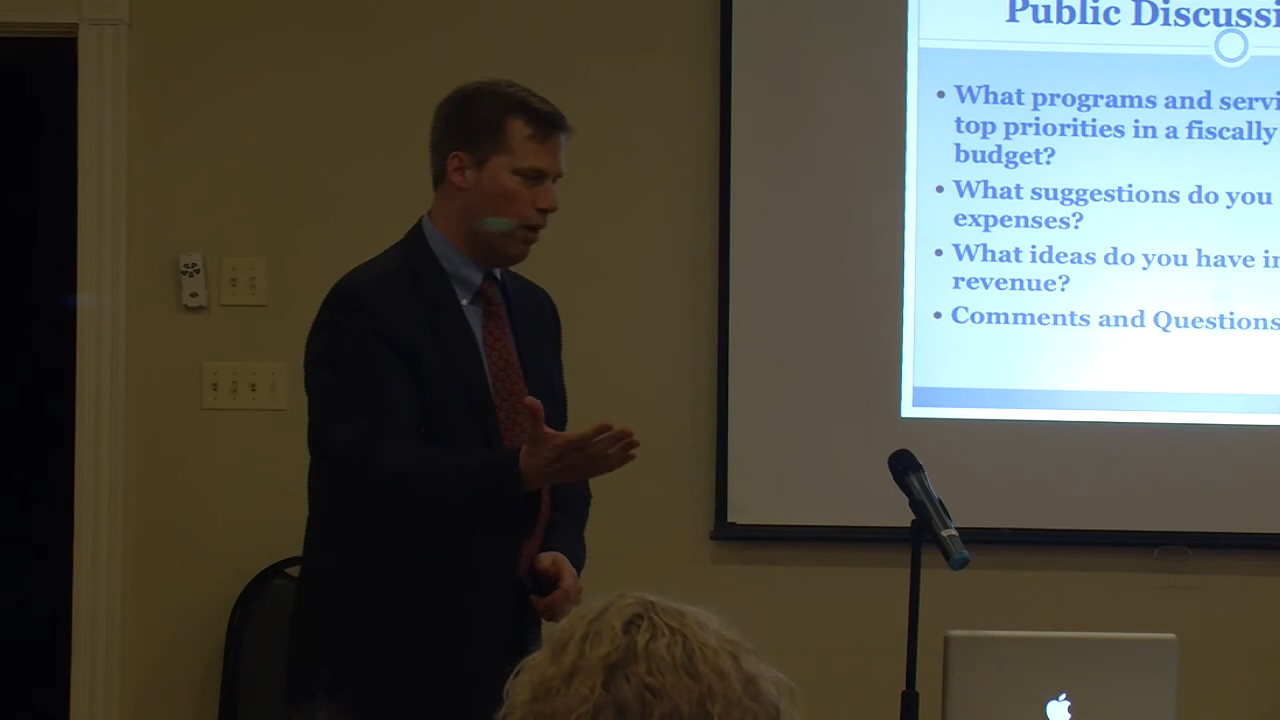 Public Discussi
• What programs and servi
top priorities in a fiscally
budget?
• What suggestions do you
expenses?
• What ideas do you have in
revenue?
• Comments and Questions